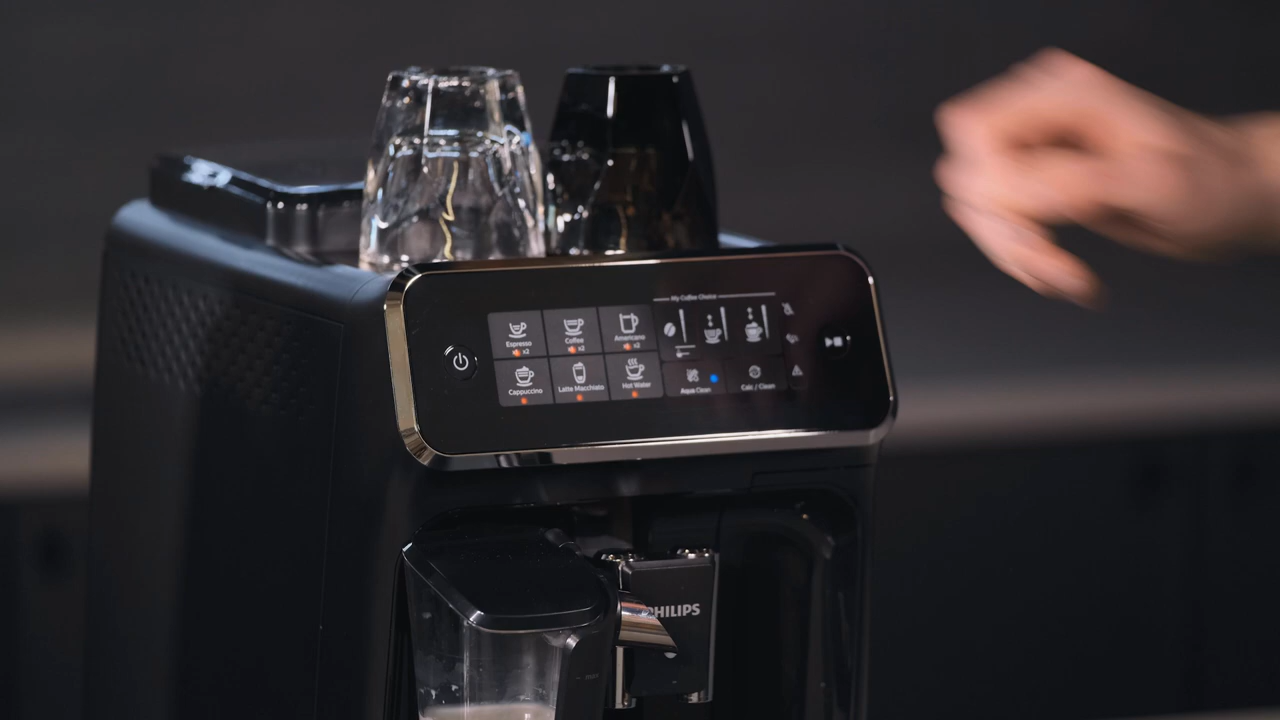 My Coffee Choice
Espresso
x2
Coffee
x2
Americano
x2
Cappuccino
Latte Macchiato
Hot Water
Aqua Clean
Calc / Clean
PHILIPS
max